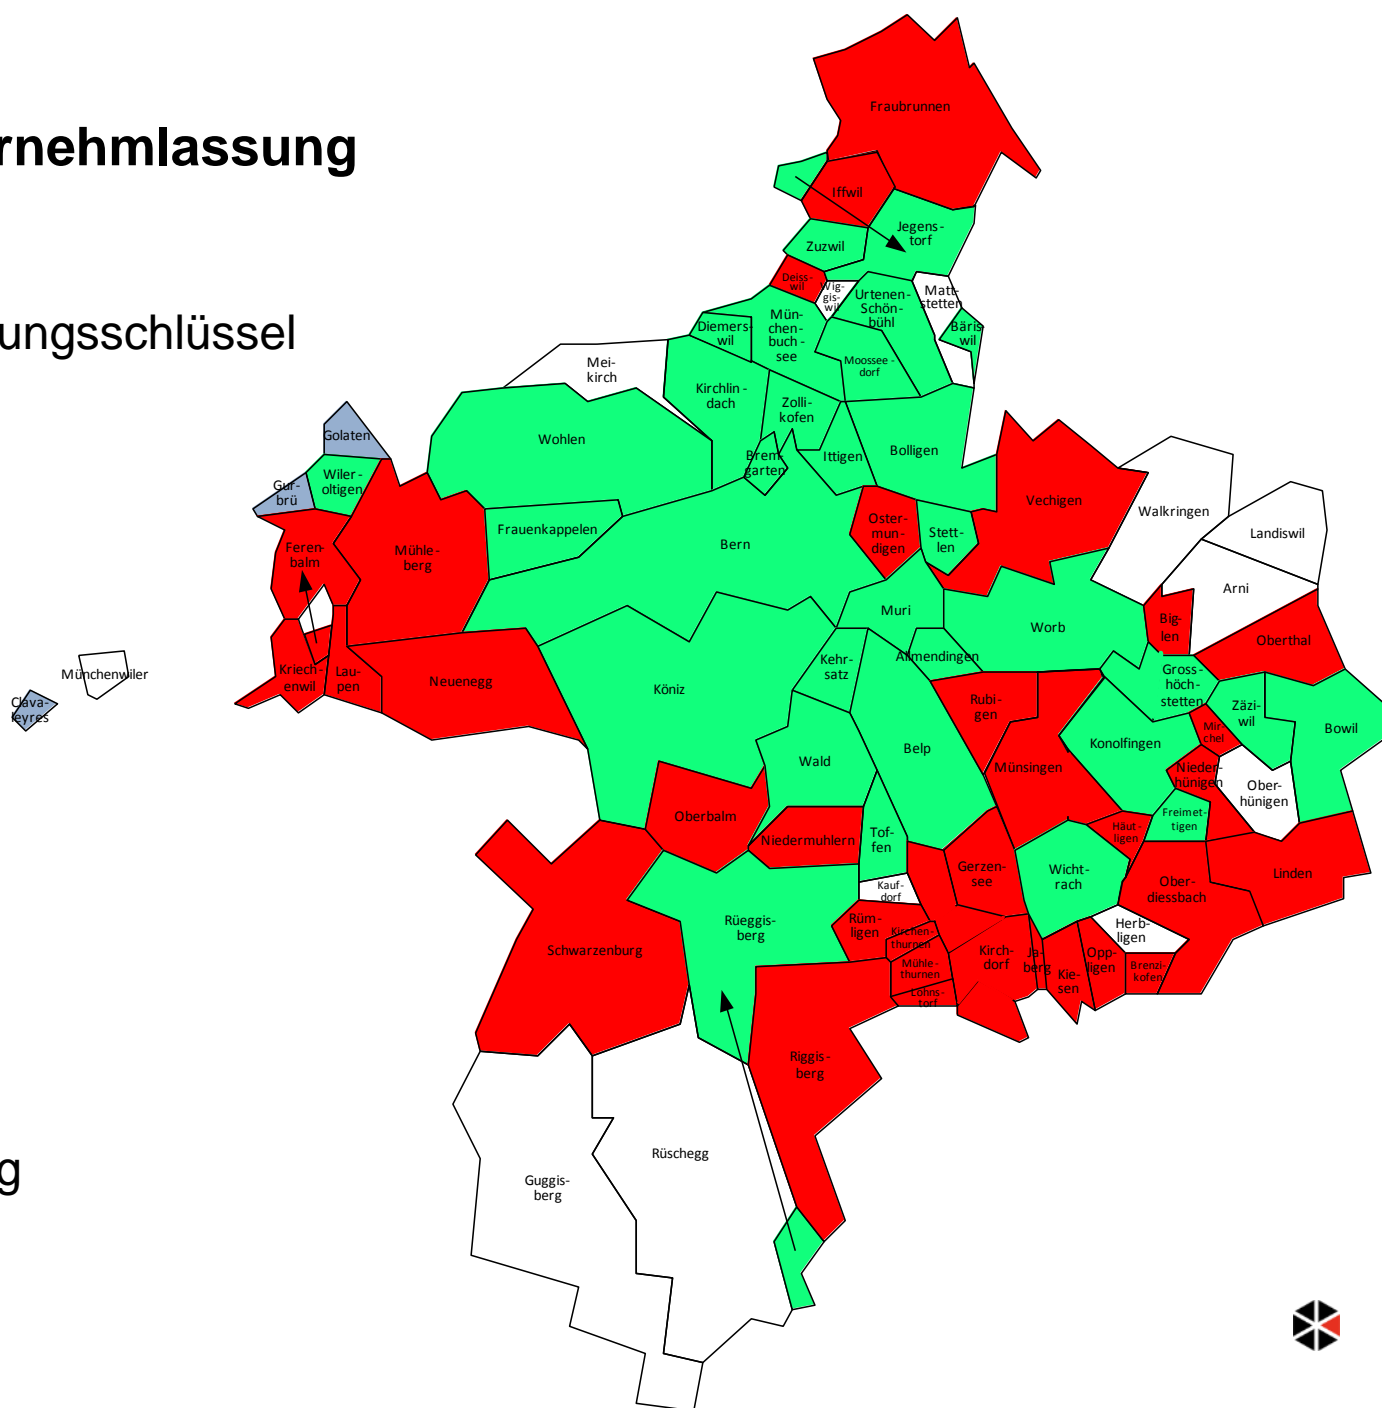 rnehmlassung
ungsschlüssel
g
Fraubrunnen
Iffwil
Jegens-
torf
Zuzwil
Deiss-
wil
Wig-
gis-
wil
Urtenen-
Schön-
bühl
Matt-
stetten
Bäris
wil
Diemers-
wil
Mün-
chen-
buch-
see
Moossee-
dorf
Mei-
kirch
Kirchlin-
dach
Zolli-
kofen
Wohlen
Brem-
garten
Ittigen
Bolligen
Golaten
Wiler-
oltigen
Gur-
brü
Vechigen
Walkringen
Landiswil
Frauenkappelen
Bern
Oster-
mun-
digen
Stett-
len
Feren-
balm
Mühle-
berg
Arni
Muri
Worb
Big-
len
Oberthal
Münchenwiler
Clava-
leyres
Kriech-
enwil
Lau-
pen
Neuenegg
Köniz
Kehr-
satz
Allmendingen
Gross-
höch-
stetten
Rubi-
gen
Zäzi-
wil
Bowil
Mir-
chel
Konolfingen
Belp
Wald
Münsingen
Nieder-
hünigen
Ober-
hünigen
Oberbalm
Niedermuhlern
Tof-
fen
Freimet-
tigen
Häut-
ligen
Gerzen-
see
Wicht-
rach
Ober-
diessbach
Linden
Kauf-
dorf
Rüeggis-
berg
Rüm-
ligen
Kirchen-
thurnen
Herb-
ligen
Schwarzenburg
Mühle-
thurnen
Kirch-
dorf
Ja-
berg
Kie-
sen
Opp-
ligen
Brenzi-
kofen
Lohns-
torf
Riggis-
berg
Rüschegg
Guggis-
berg